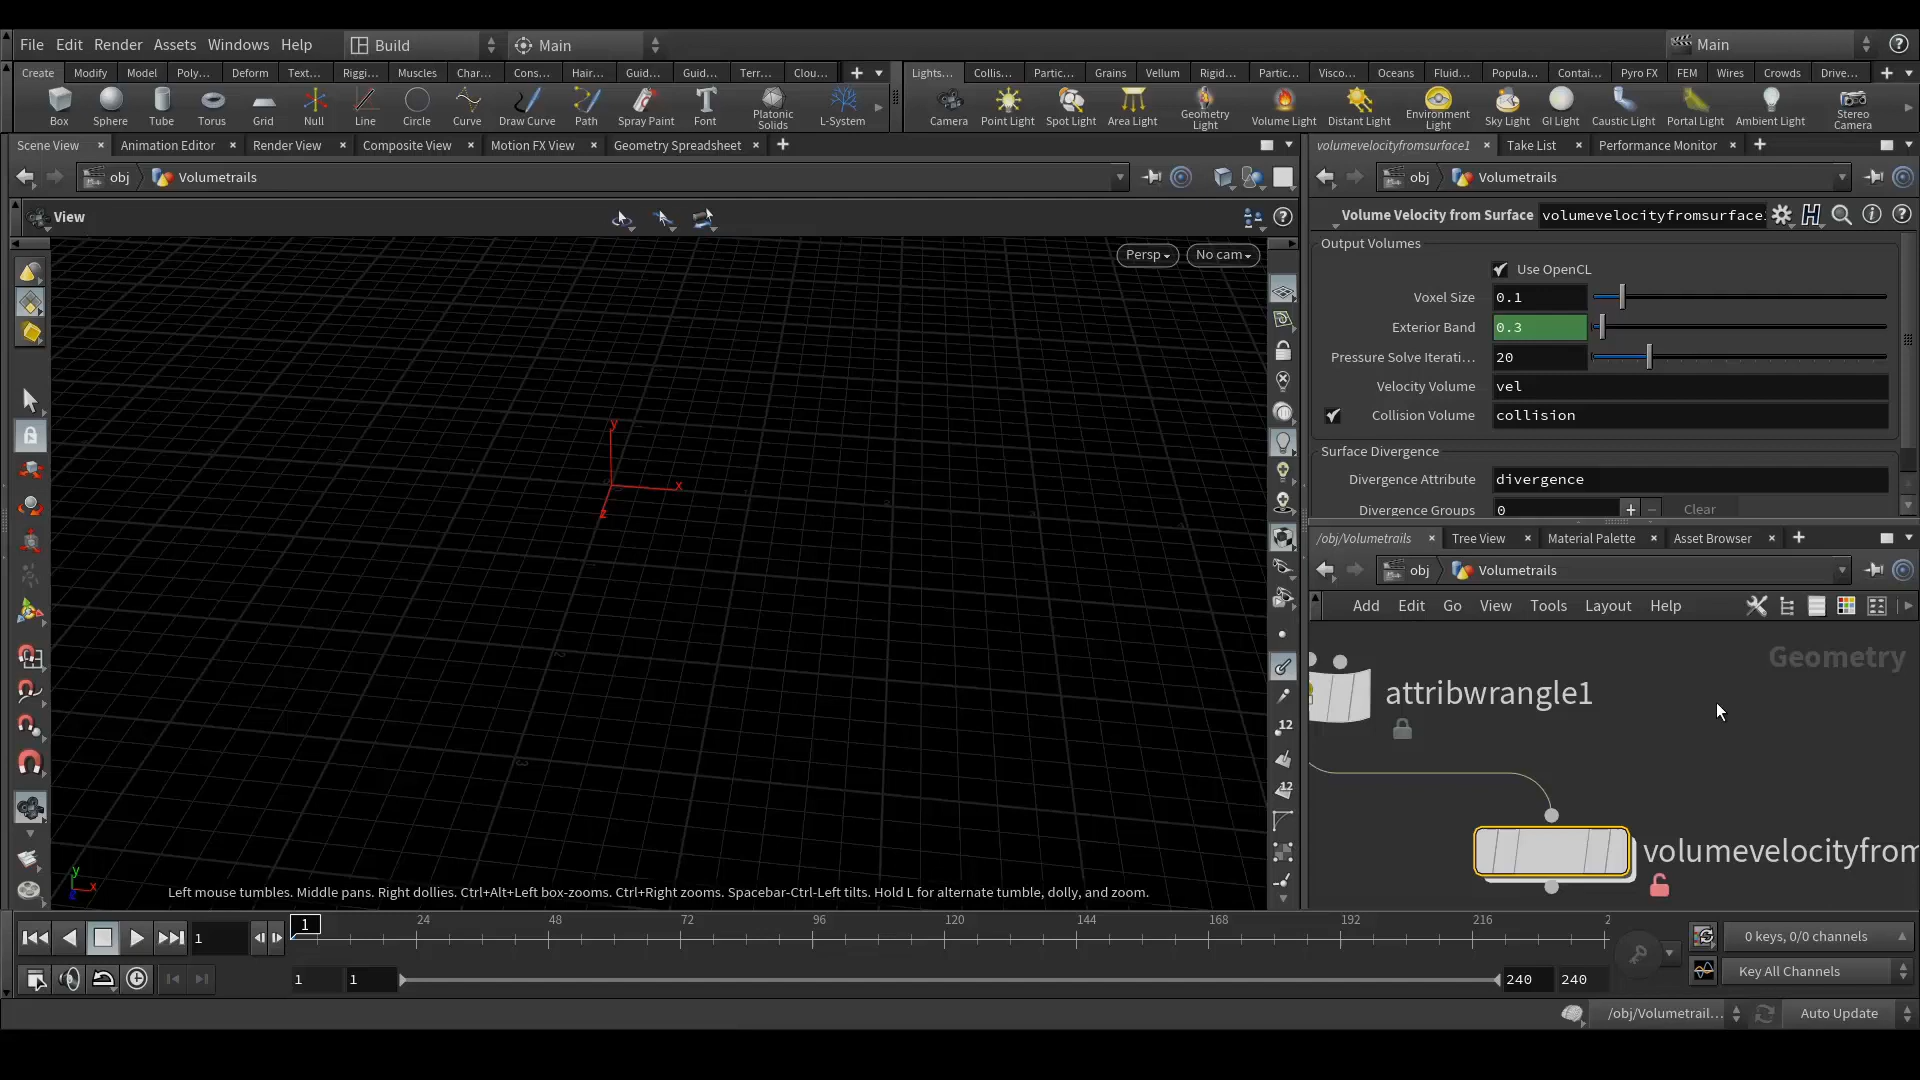 File Edit Render Assets Windows Help Build Main Main
Create Modify Model Poly... Deform Text... Riggi... Muscles Char... Cons... Hair... Guid... Guid... Terr... Clou... Lights... Collis... Partic... Grains Vellum Rigid... Partic... Visco... Oceans Fluid... Popula... Contai... Pyro FX FEM Wires Crowds Drive...
Box Sphere Tube Torus Grid Null Line Circle Curve Draw Curve Path Spray Paint Font Platonic Solids L-System Camera Point Light Spot Light Area Light Geometry Light Volume Light Distant Light Environment Light Sky Light GI Light Caustic Light Portal Light Ambient Light Stereo Camera
Scene View Animation Editor Render View Composite View Motion FX View Geometry Spreadsheet
obj Volumetrails
View
Persp No cam
y
x
z
y
x
z
Left mouse tumbles. Middle pans. Right dollies. Ctrl+Alt+Left box-zooms. Ctrl+Right zooms. Spacebar-Ctrl-Left tilts. Hold L for alternate tumble, dolly, and zoom.
12
12
volumevelocityfromsurface1 Take List Performance Monitor
obj Volumetrails
Volume Velocity from Surface volumevelocityfromsurface
Output Volumes
Use OpenCL
Voxel Size 0.1
Exterior Band 0.3
Pressure Solve Iterati... 20
Velocity Volume vel
Collision Volume collision
Surface Divergence
Divergence Attribute divergence
Divergence Groups 0 Clear
/obj/Volumetrails Tree View Material Palette Asset Browser
obj Volumetrails
Add Edit Go View Tools Layout Help
Geometry
attribwrangle1
volumevelocityfrom
1 1 24 48 72 96 120 144 168 192 216 2
0 keys, 0/0 channels
1 1 240 240 Key All Channels
/obj/Volumetrail... Auto Update